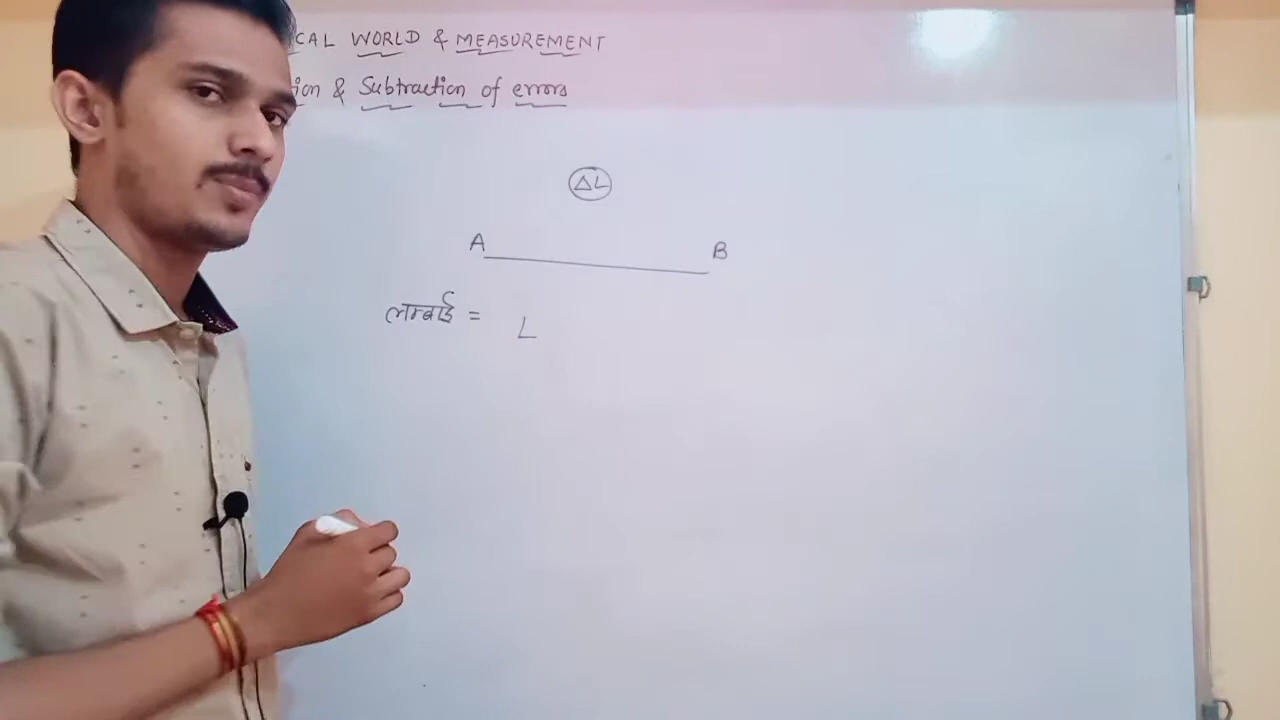 CAL WORLD & MEASUREMENT
ion & Subtraction of errors
ΔL
A B
लम्बाई = L